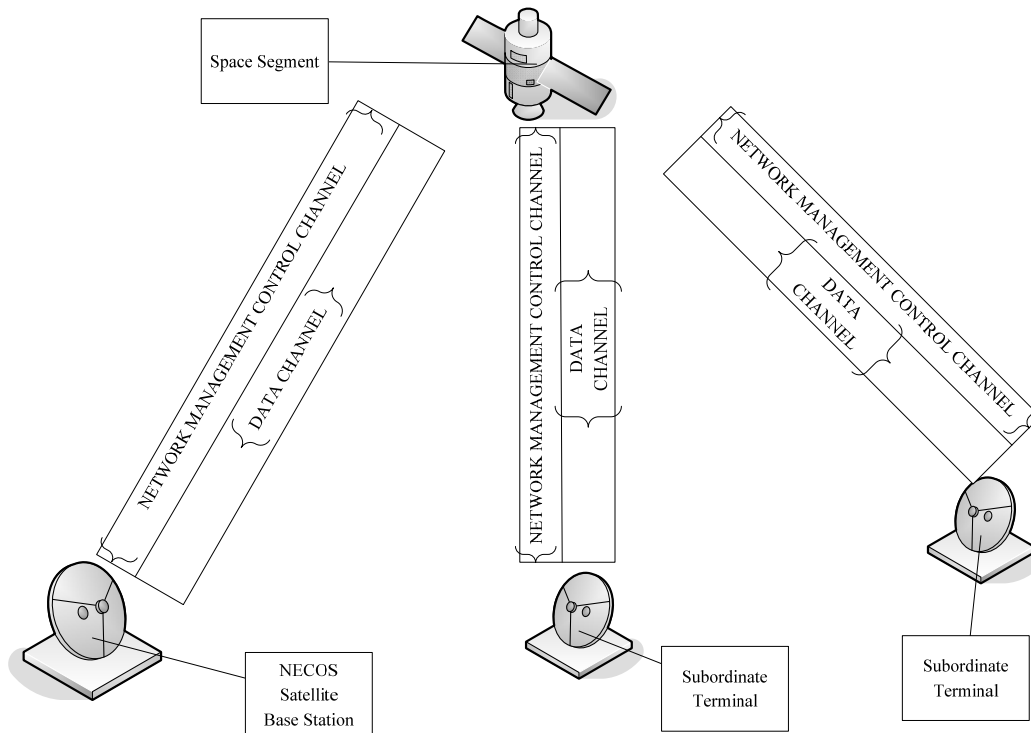 Space Segment
NETWORK MANAGEMENT CONTROL CHANNEL
DATA CHANNEL
NETWORK MANAGEMENT CONTROL CHANNEL
DATA
CHANNEL
NETWORK MANAGEMENT CONTROL CHANNEL
DATA
CHANNEL
NECOS
Satellite
Base Station
Subordinate
Terminal
Subordinate
Terminal